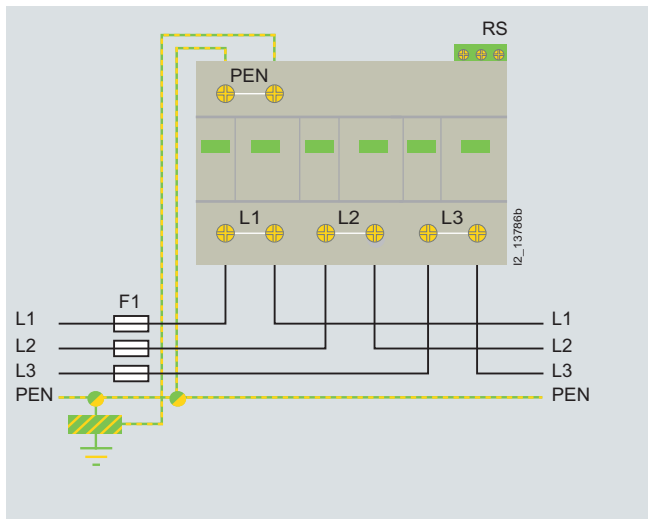 RS
PEN
L1 L2 L3
I2_13786b
F1
L1 L1
L2 L2
L3 L3
PEN PEN